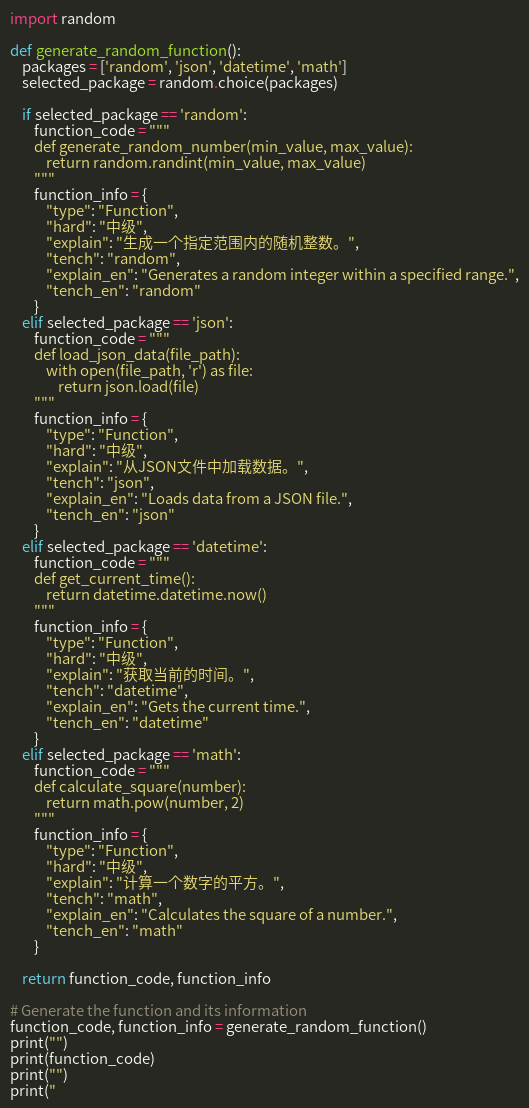 import random

def generate_random_function():
    packages = ['random', 'json', 'datetime', 'math']
    selected_package = random.choice(packages)

    if selected_package == 'random':
        function_code = """
        def generate_random_number(min_value, max_value):
            return random.randint(min_value, max_value)
        """
        function_info = {
            "type": "Function",
            "hard": "中级",
            "explain": "生成一个指定范围内的随机整数。",
            "tench": "random",
            "explain_en": "Generates a random integer within a specified range.",
            "tench_en": "random"
        }
    elif selected_package == 'json':
        function_code = """
        def load_json_data(file_path):
            with open(file_path, 'r') as file:
                return json.load(file)
        """
        function_info = {
            "type": "Function",
            "hard": "中级",
            "explain": "从JSON文件中加载数据。",
            "tench": "json",
            "explain_en": "Loads data from a JSON file.",
            "tench_en": "json"
        }
    elif selected_package == 'datetime':
        function_code = """
        def get_current_time():
            return datetime.datetime.now()
        """
        function_info = {
            "type": "Function",
            "hard": "中级",
            "explain": "获取当前的时间。",
            "tench": "datetime",
            "explain_en": "Gets the current time.",
            "tench_en": "datetime"
        }
    elif selected_package == 'math':
        function_code = """
        def calculate_square(number):
            return math.pow(number, 2)
        """
        function_info = {
            "type": "Function",
            "hard": "中级",
            "explain": "计算一个数字的平方。",
            "tench": "math",
            "explain_en": "Calculates the square of a number.",
            "tench_en": "math"
        }

    return function_code, function_info

# Generate the function and its information
function_code, function_info = generate_random_function()
print("")
print(function_code)
print("")
print("